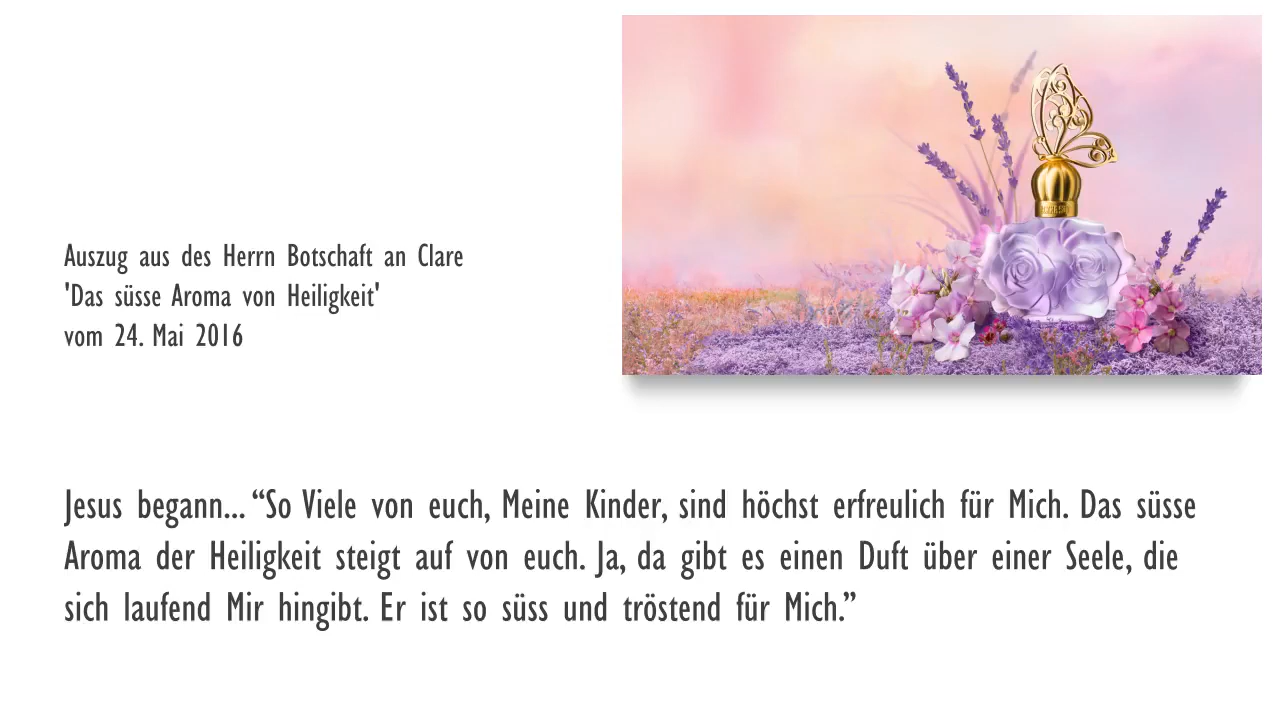 Auszug aus des Herrn Botschaft an Clare
'Das süsse Aroma von Heiligkeit'
vom 24. Mai 2016
Jesus begann... “So Viele von euch, Meine Kinder, sind höchst erfreulich für Mich. Das süsse
Aroma der Heiligkeit steigt auf von euch. Ja, da gibt es einen Duft über einer Seele, die
sich laufend Mir hingibt. Er ist so süss und tröstend für Mich.”